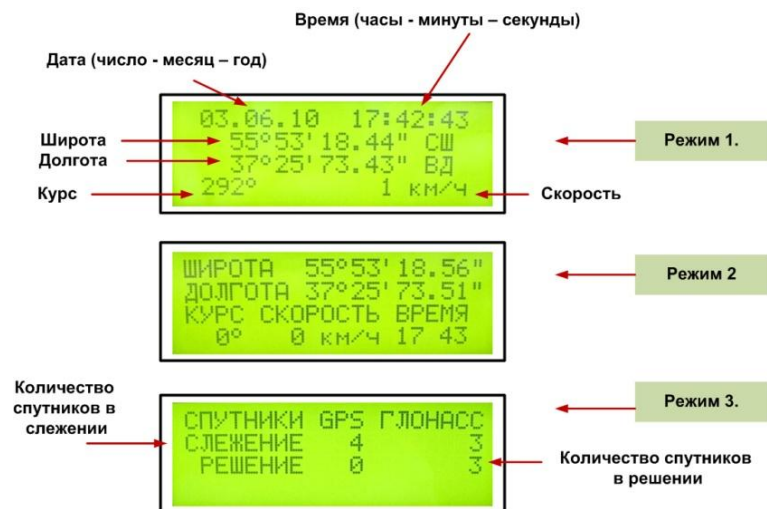 Время (часы - минуты – секунды)
Дата (число - месяц – год)
03.06.10 17:42:43
Широта
55°53'18.44" СШ
Режим 1.
Долгота
37°25'73.43" ВД
Курс
292° 1 км/ч
Скорость
ШИРОТА 55°53'18.56"
Режим 2
ДОЛГОТА 37°25'73.51"
КУРС СКОРОСТЬ ВРЕМЯ
0° 0 км/ч 17 43
Количество
спутников в
слежении
Режим 3.
СПУТНИКИ GPS ГЛОНАСС
СЛЕЖЕНИЕ 4 3
РЕШЕНИЕ 0 3
Количество спутников
в решении